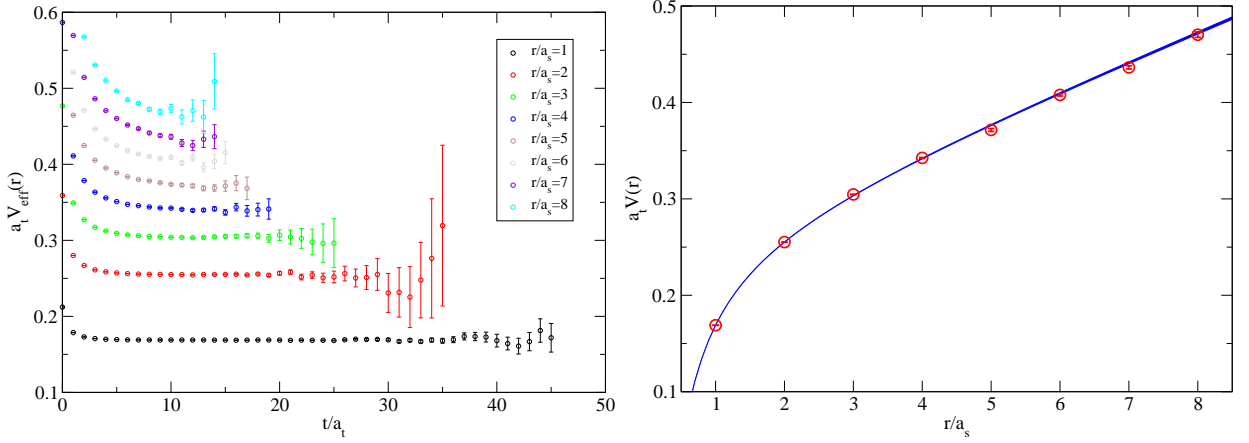 0.6
0.5
0.4
0.3
0.2
0.1
a_t V_eff(r)
0 10 20 30 40 50
t/a_t
r/a_s=1
r/a_s=2
r/a_s=3
r/a_s=4
r/a_s=5
r/a_s=6
r/a_s=7
r/a_s=8
0.5
0.4
0.3
0.2
0.1
a_t V(r)
1 2 3 4 5 6 7 8
r/a_s